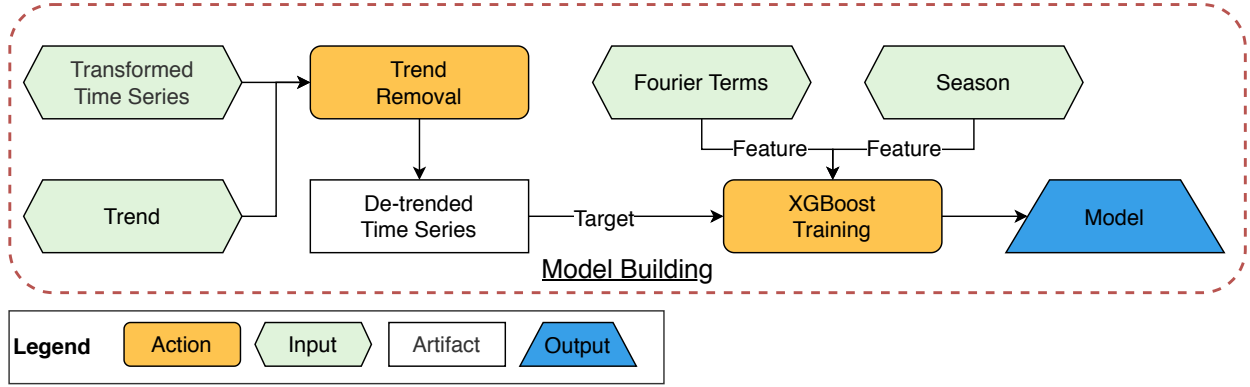 Transformed
Time Series
Trend
Removal
Fourier Terms
Season
Feature
Feature
Trend
De-trended
Time Series
Target
XGBoost
Training
Model
Model Building
Legend
Action
Input
Artifact
Output